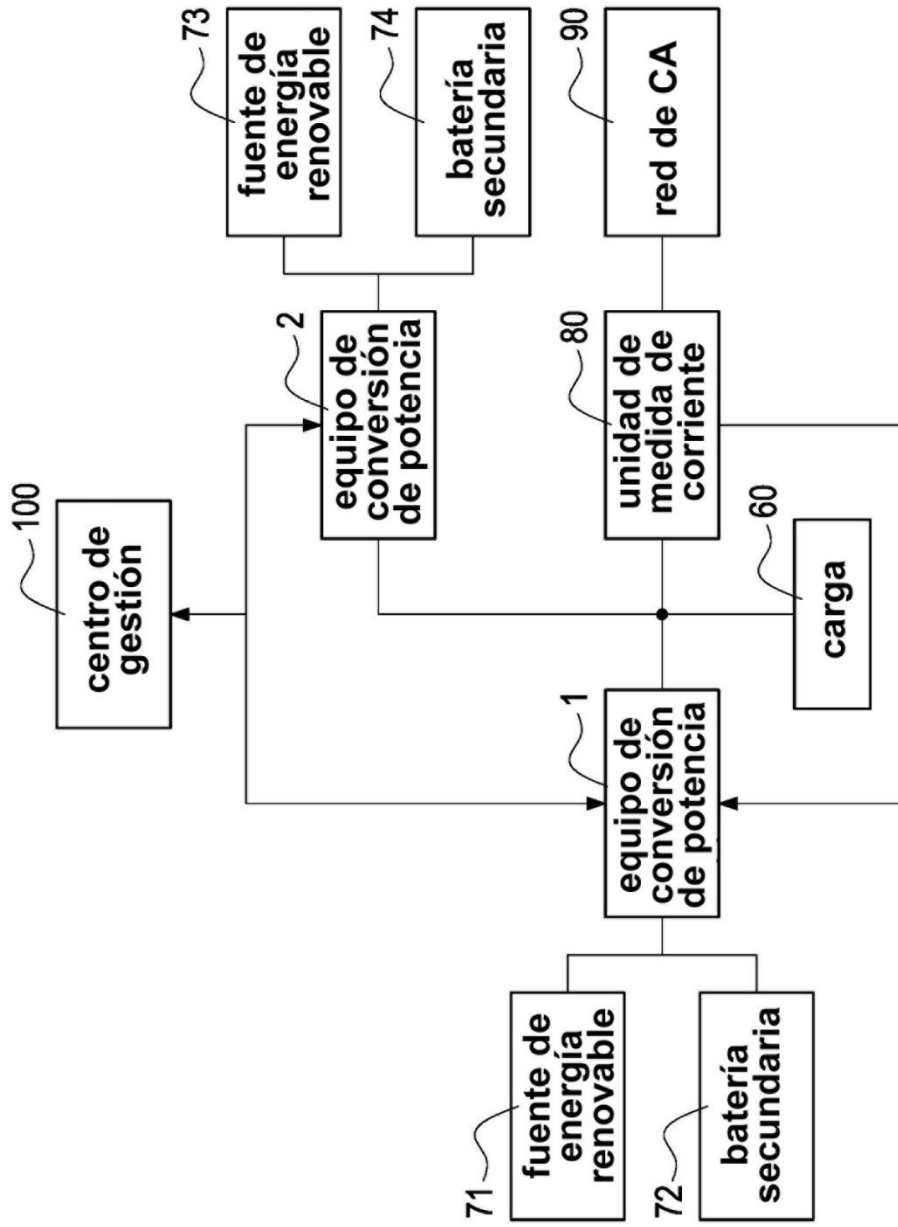 100
centro de
gestión
2
equipo de
conversión
de potencia
73
fuente de
energía
renovable
74
batería
secundaria
1
equipo de
conversión
de potencia
80
unidad de
medida de
corriente
90
red de CA
71
fuente de
energía
renovable
72
batería
secundaria
60
carga